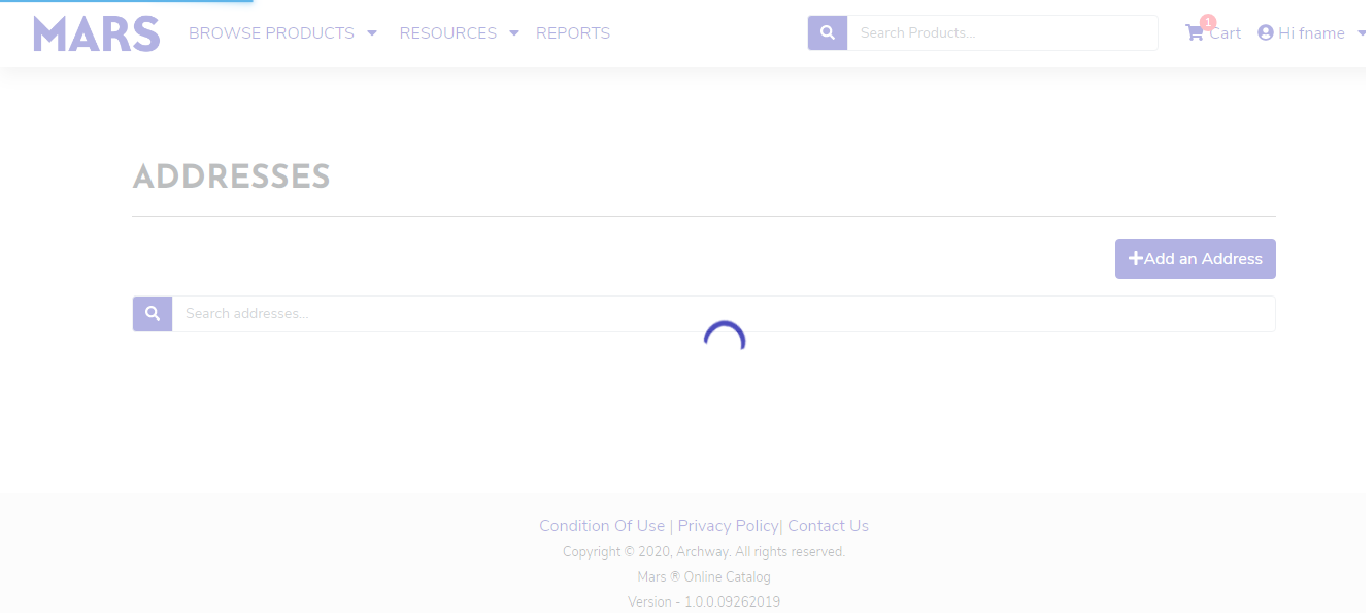 MARS BROWSE PRODUCTS RESOURCES REPORTS Search Products... 1 Cart Hi fname
ADDRESSES
Add an Address
Search addresses...
Condition Of Use | Privacy Policy| Contact Us
Copyright © 2020, Archway. All rights reserved.
Mars ® Online Catalog
Version - 1.0.0.09262019